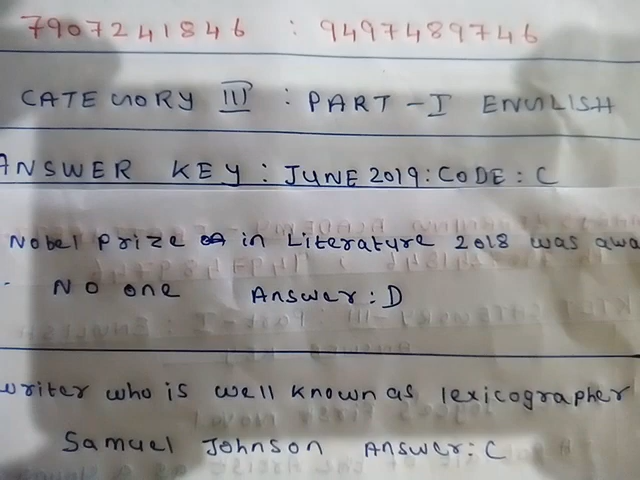 7907241846 : 9497489746
CATEGORY III : PART-I ENGLISH
ANSWER KEY : JUNE 2019 : CODE : C
Nobel Prize in Literature 2018 was awa
No one Answer : D
writer who is well known as lexicographer
Samuel Johnson Answer : C